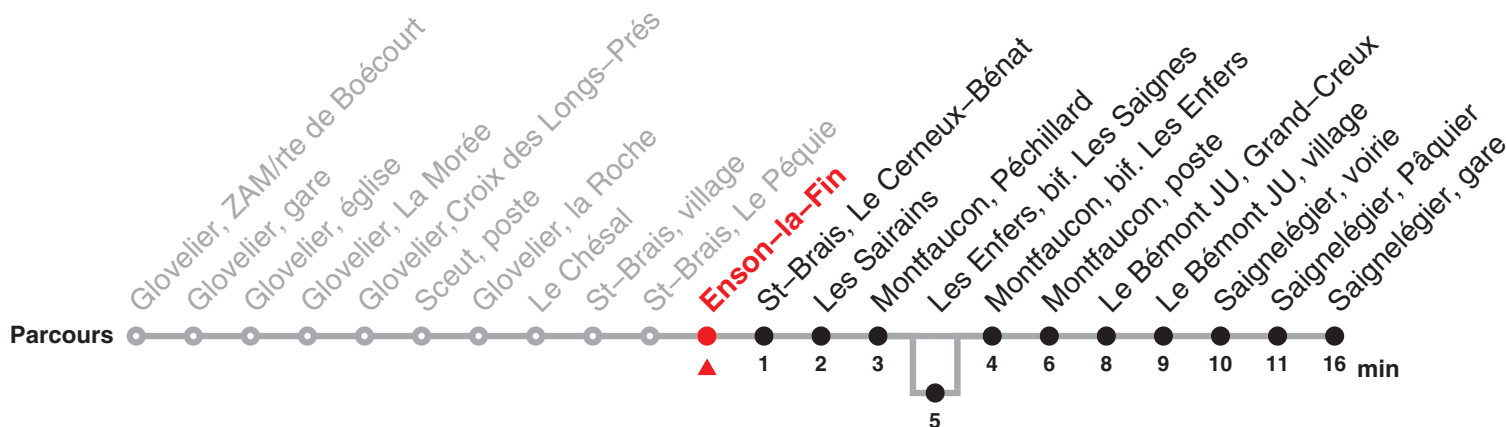 Glovelier, ZAM/rte de Boécourt
Glovelier, gare
Glovelier, église
Glovelier, La Morée
Glovelier, Croix des Longs–Prés
Sceut, poste
Glovelier, la Roche
Le Chésal
St–Brais, village
St–Brais, Le Péquie
Enson–la–Fin
St–Brais, Le Cerneux–Bénat
Les Sairains
Montfaucon, Péchillard
Les Enfers, bif. Les Saignes
Montfaucon, bif. Les Enfers
Montfaucon, poste
Le Bémont JU, Grand–Creux
Le Bémont JU, village
Saignelégier, voirie
Saignelégier, Pâquier
Saignelégier, gare
Parcours
1 2 3 4 6 8 9 10 11 16 min
5